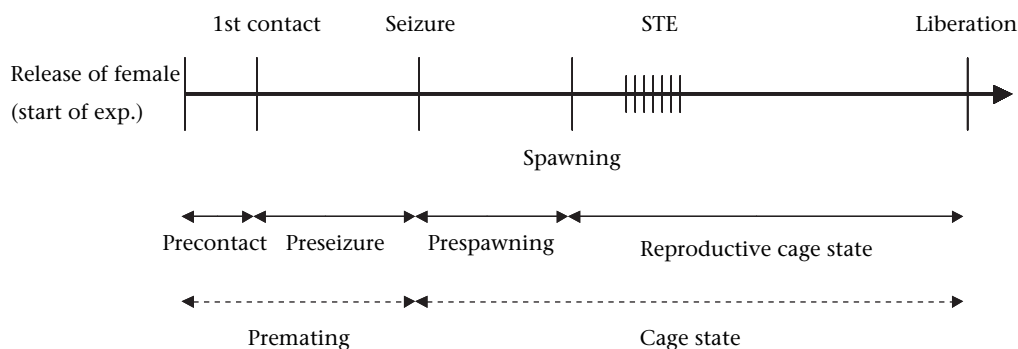 1st contact Seizure STE Liberation
Release of female
(start of exp.)
Spawning
Precontact Preseizure Prespawning Reproductive cage state
Premating Cage state